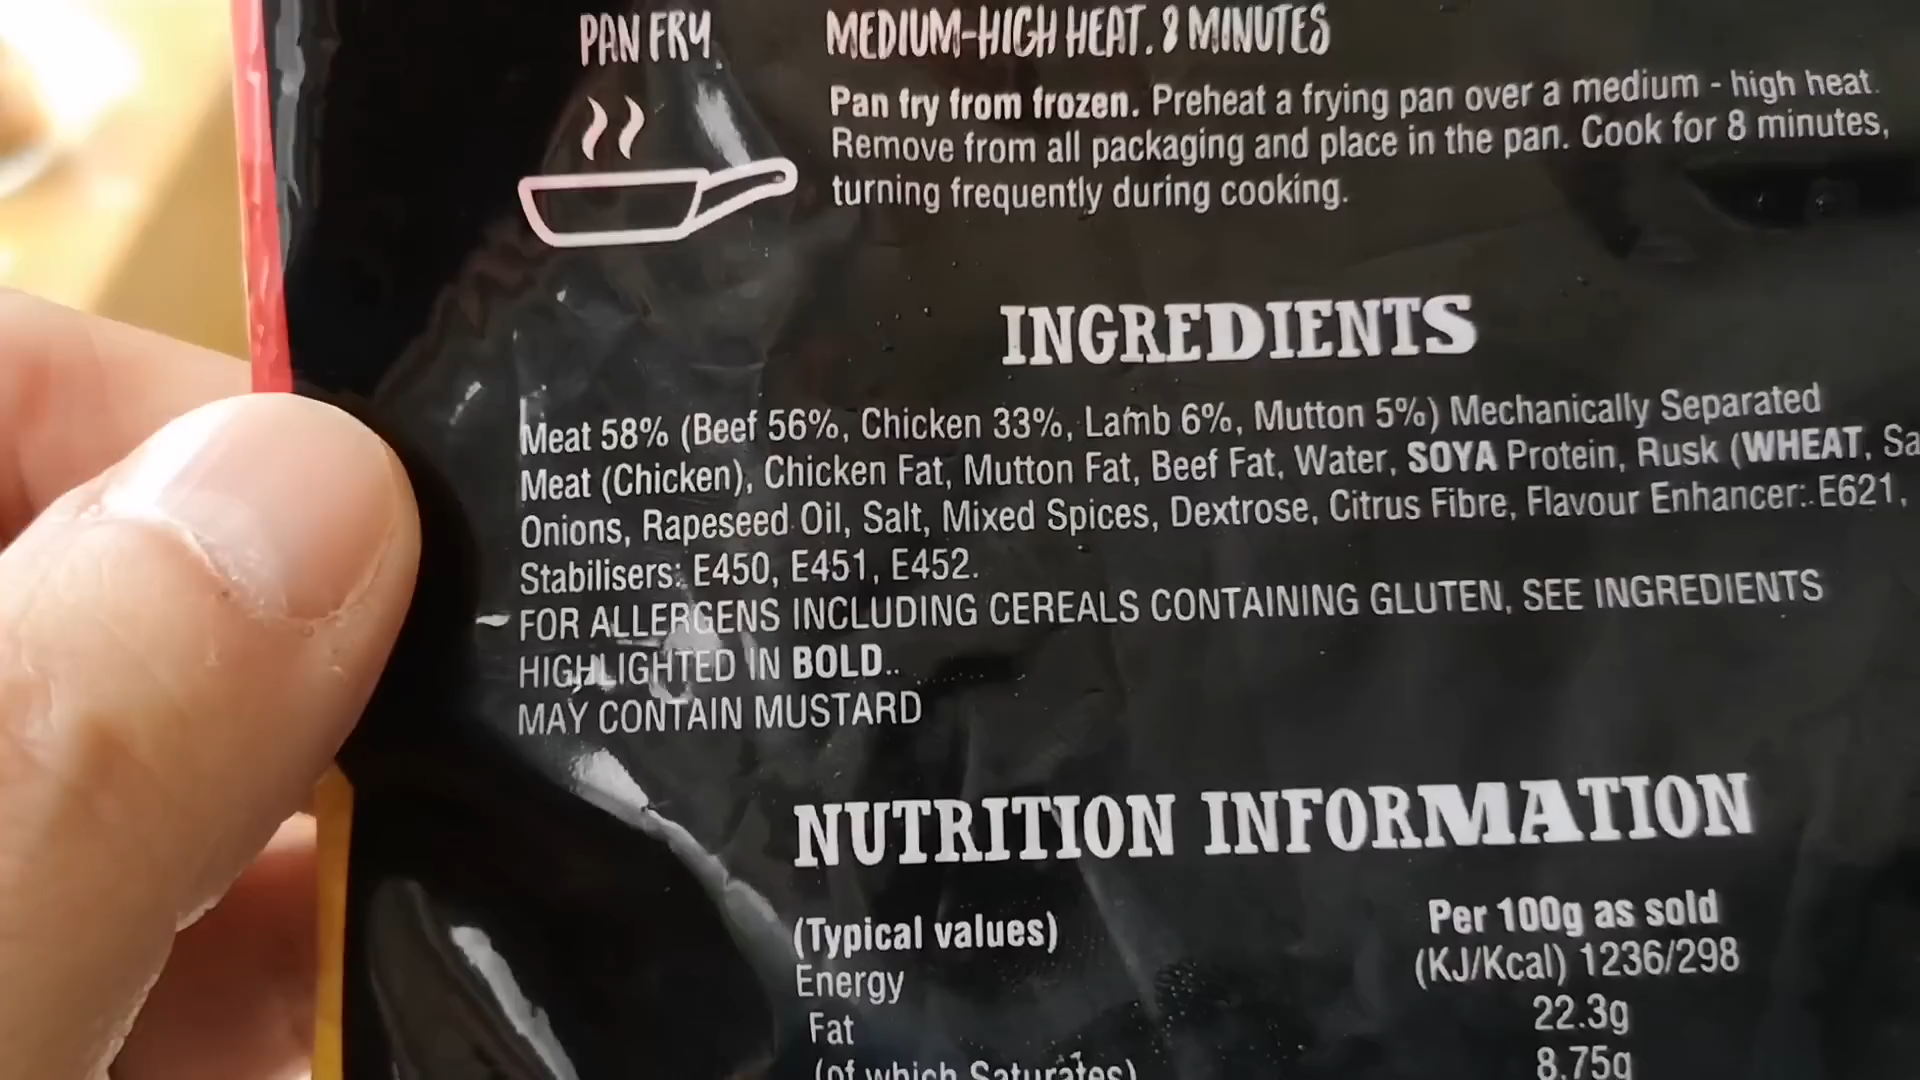 PAN FRY
MEDIUM-HIGH HEAT. 8 MINUTES
Pan fry from frozen. Preheat a frying pan over a medium - high heat.
Remove from all packaging and place in the pan. Cook for 8 minutes,
turning frequently during cooking.
INGREDIENTS
Meat 58% (Beef 56%, Chicken 33%, Lamb 6%, Mutton 5%) Mechanically Separated
Meat (Chicken), Chicken Fat, Mutton Fat, Beef Fat, Water, SOYA Protein, Rusk (WHEAT,
Onions, Rapeseed Oil, Salt, Mixed Spices, Dextrose, Citrus Fibre, Flavour Enhancer: E621,
Stabilisers: E450, E451, E452.
FOR ALLERGENS INCLUDING CEREALS CONTAINING GLUTEN, SEE INGREDIENTS
HIGHLIGHTED IN BOLD..
MAY CONTAIN MUSTARD
NUTRITION INFORMATION
(Typical values) Per 100g as sold
Energy (KJ/Kcal) 1236/298
Fat 22.3g
(of which Saturates) 8.75g